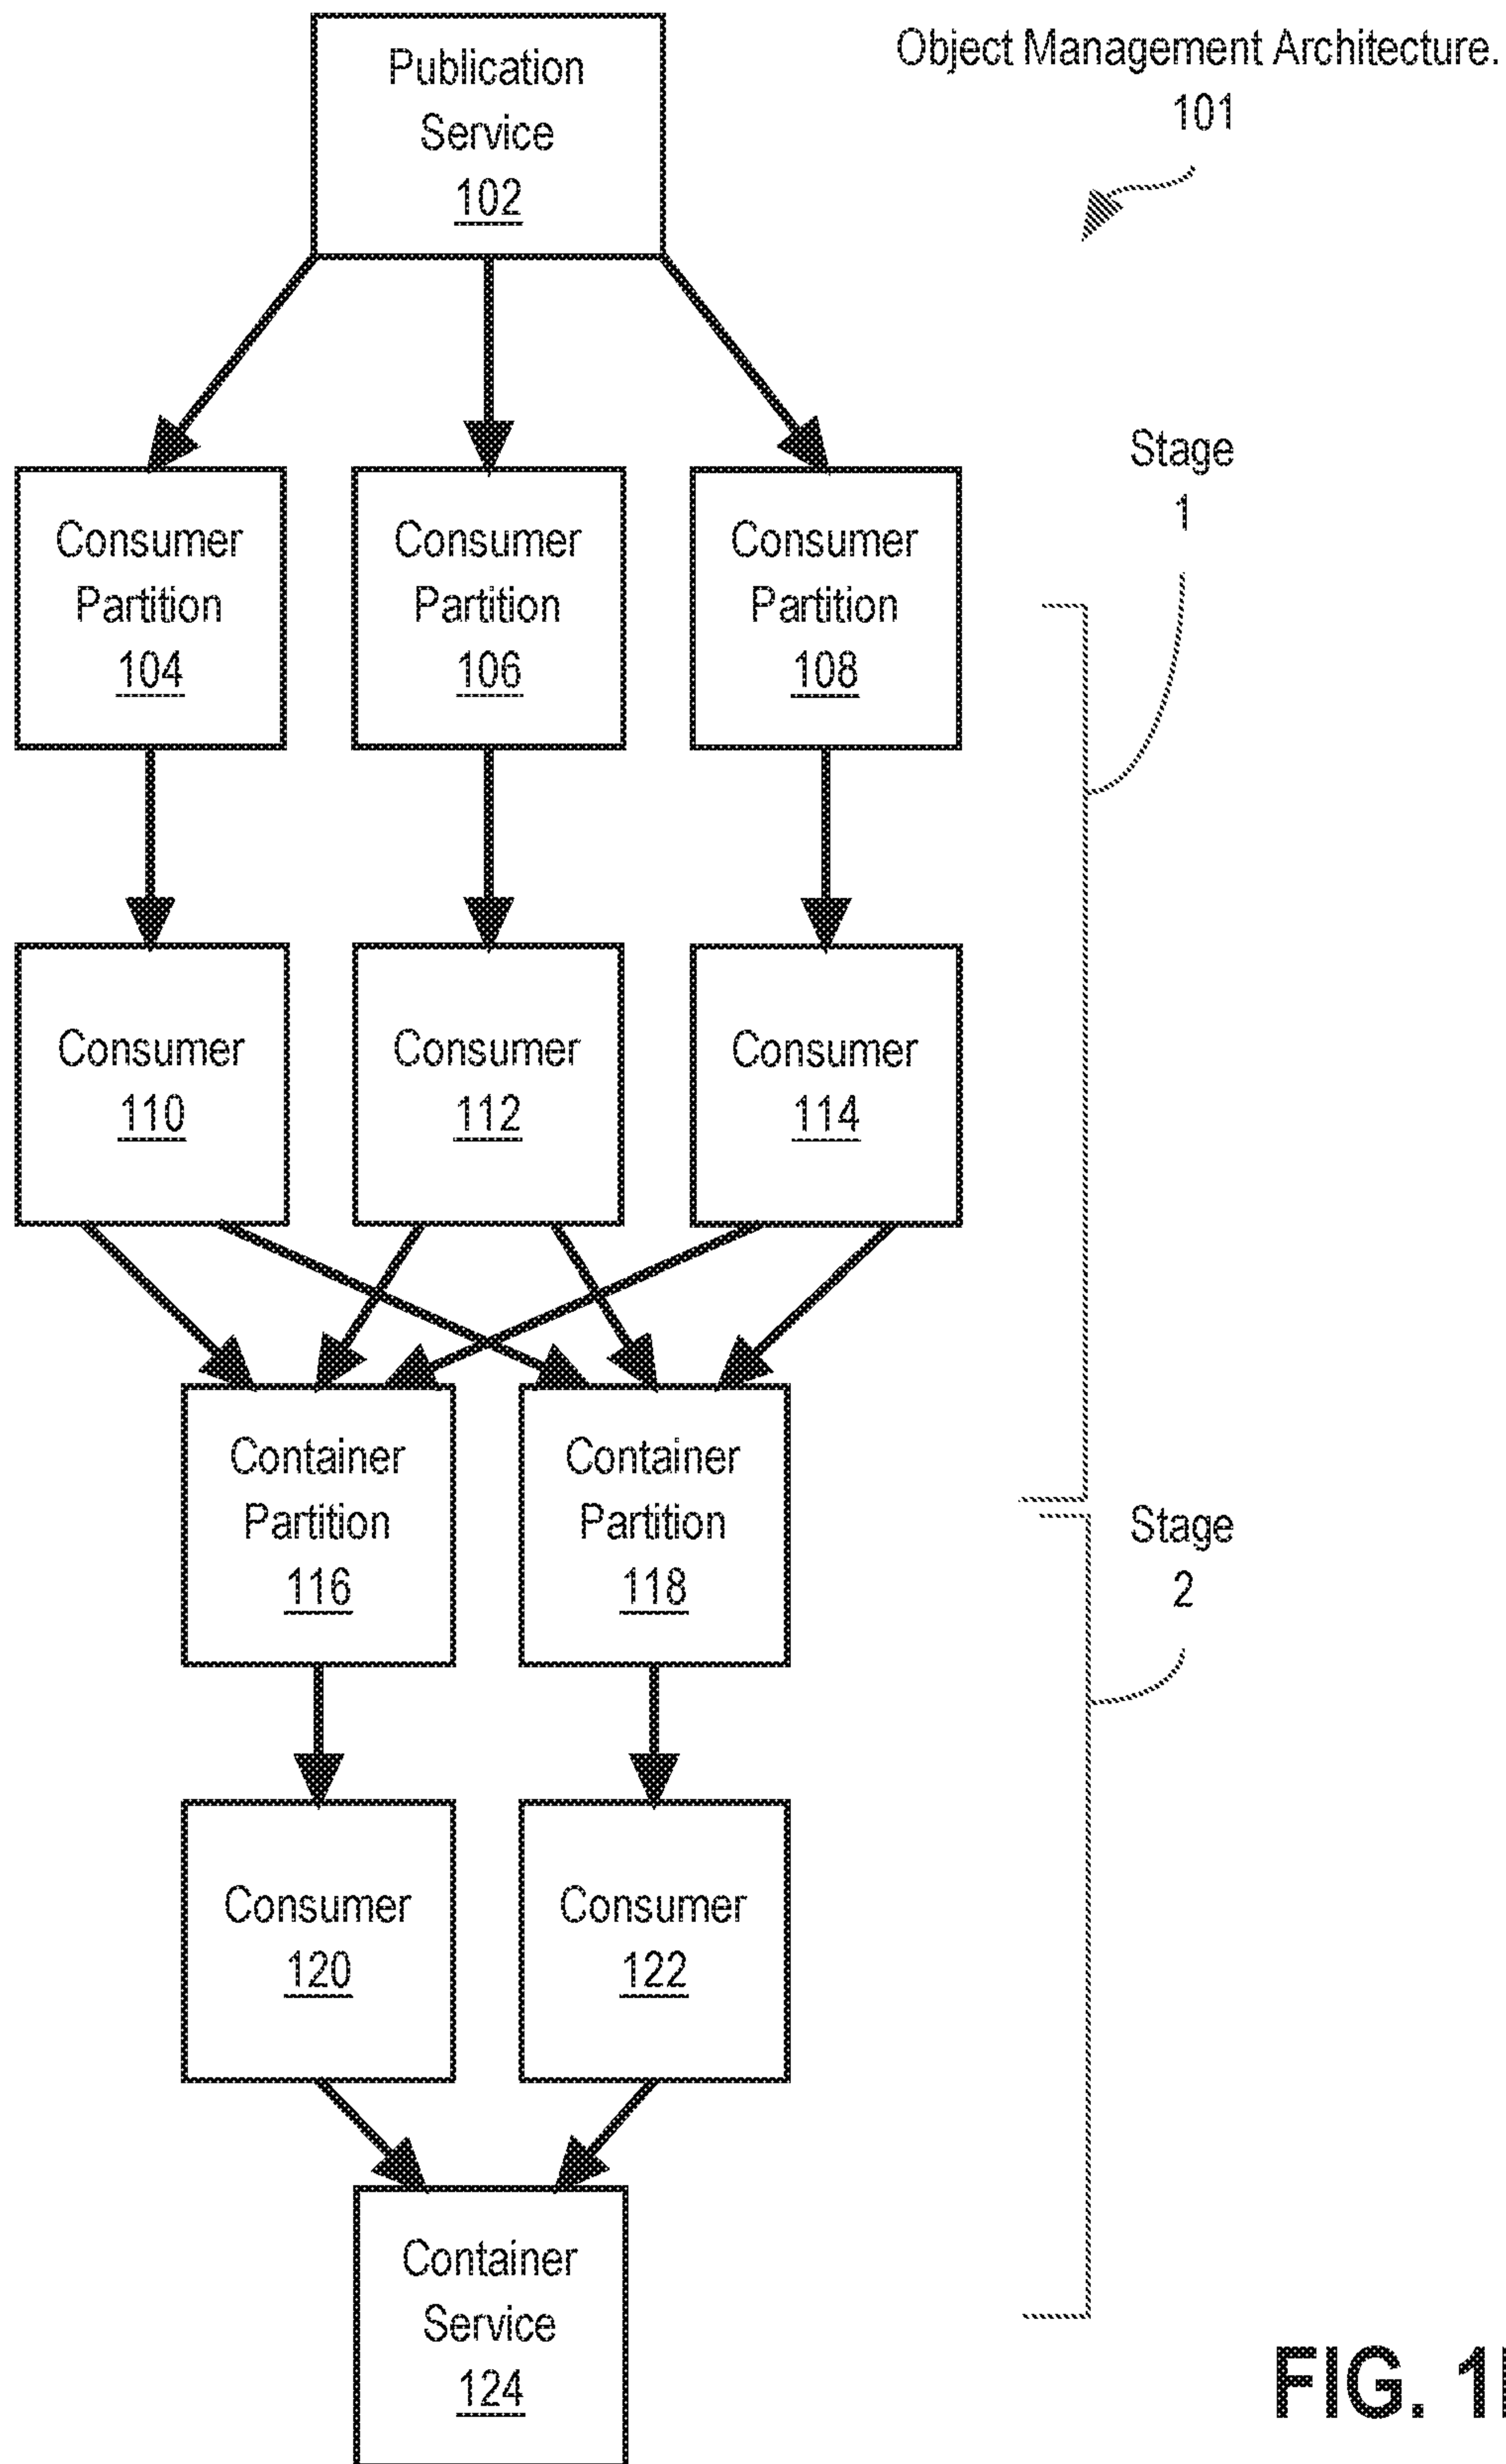 Publication
Service
102
Object Management Architecture.
101
Stage
1
Consumer
Partition
104
Consumer
Partition
106
Consumer
Partition
108
Consumer
110
Consumer
112
Consumer
114
Container
Partition
116
Container
Partition
118
Stage
2
Consumer
120
Consumer
122
Container
Service
124
FIG.